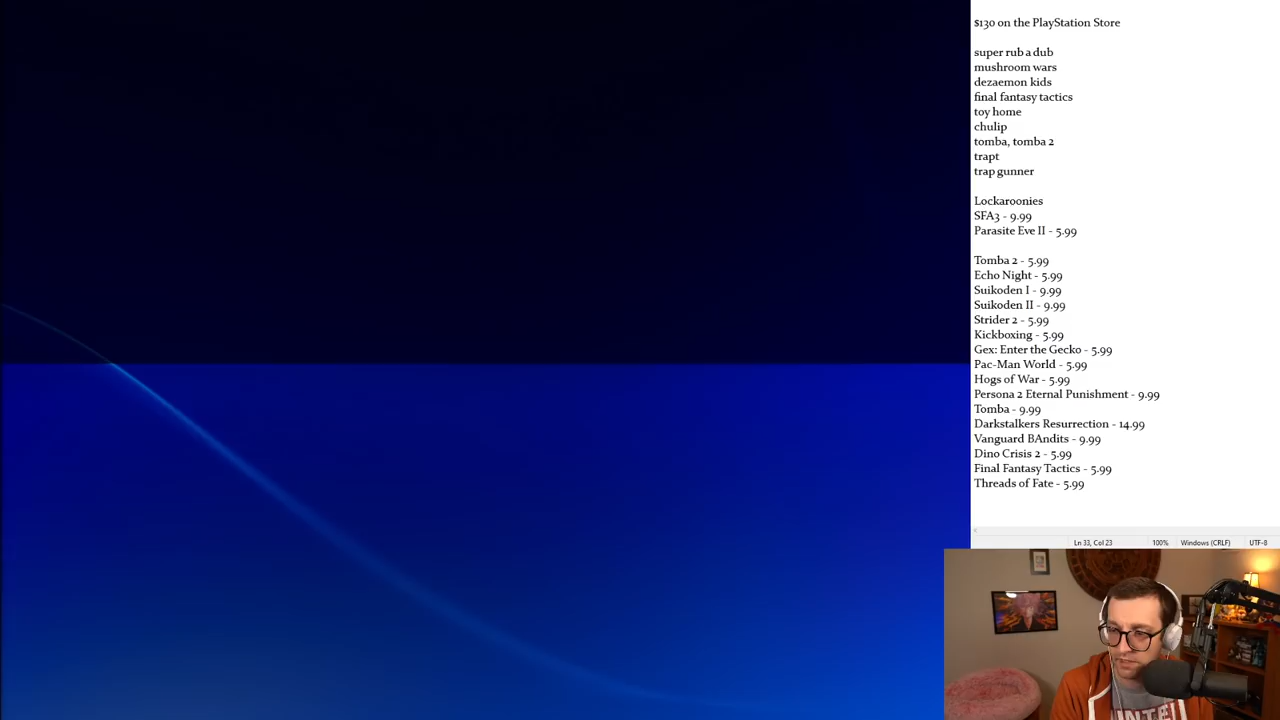 $130 on the PlayStation Store
super rub a dub
mushroom wars
dezaemon kids
final fantasy tactics
toy home
chulip
tomba, tomba 2
trapt
trap gunner
Lockaroonies
SFA3 - 9.99
Parasite Eve II - 5.99
Tomba 2 - 5.99
Echo Night - 5.99
Suikoden I - 9.99
Suikoden II - 9.99
Strider 2 - 5.99
Kickboxing - 5.99
Gex: Enter the Gecko - 5.99
Pac-Man World - 5.99
Hogs of War - 5.99
Persona 2 Eternal Punishment - 9.99
Tomba - 9.99
Darkstalkers Resurrection - 14.99
Vanguard BAndits - 9.99
Dino Crisis 2 - 5.99
Final Fantasy Tactics - 5.99
Threads of Fate - 5.99
Ln 33, Col 23 100% Windows (CRLF) UTF-8